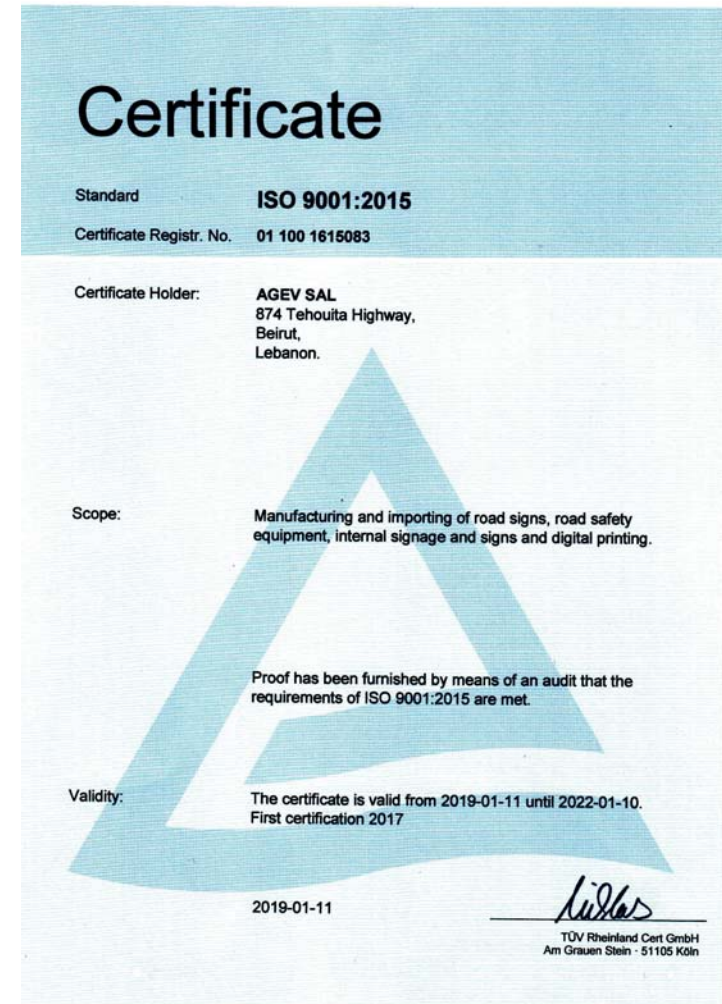 Certificate
Standard ISO 9001:2015
Certificate Registr. No. 01 100 1615083
Certificate Holder: AGEV SAL
874 Tehouita Highway,
Beirut,
Lebanon.
Scope: Manufacturing and importing of road signs, road safety
equipment, internal signage and signs and digital printing.
Proof has been furnished by means of an audit that the
requirements of ISO 9001:2015 are met.
Validity: The certificate is valid from 2019-01-11 until 2022-01-10.
First certification 2017
2019-01-11
TÜV Rheinland Cert GmbH
Am Grauen Stein · 51105 Köln